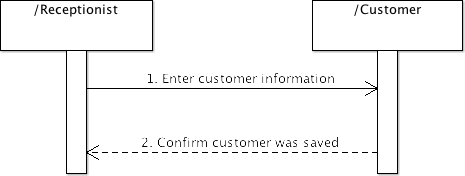 /Receptionist
/Customer
1. Enter customer information
2. Confirm customer was saved